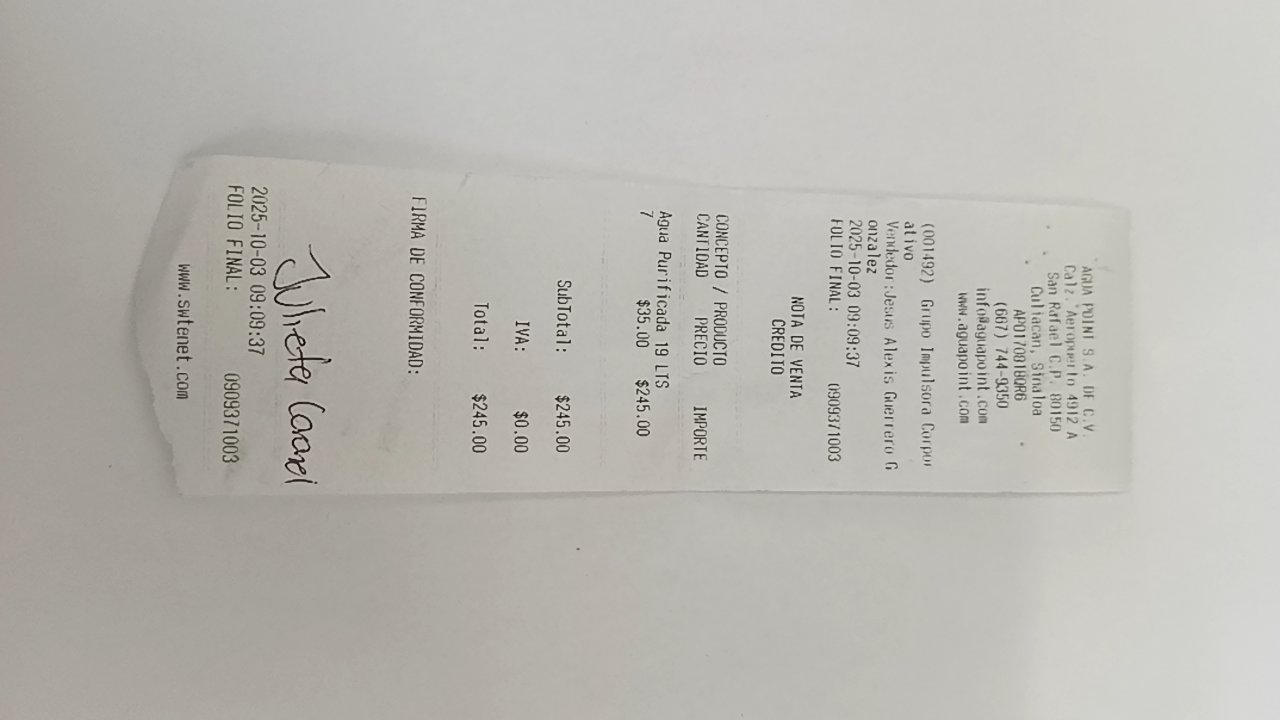 AGUA POINT S.A. DE C.V.
Calz. Aeropuerto 4912 A
San Rafael C.P. 80150
Culiacan, Sinaloa
APO170818QR6
(667) 744-9350
info@aguapoint.com
www.aguapoint.com
(001492) Grupo Impulsora Corpor
ativo
Vendedor:Jesus Alexis Guerrero G
onzalez
2025-10-03 09:09:37
FOLIO FINAL: 0909371003
NOTA DE VENTA
CREDITO
CONCEPTO / PRODUCTO
CANTIDAD PRECIO IMPORTE
Agua Purificada 19 LTS
7 $35.00 $245.00
SubTotal: $245.00
IVA: $0.00
Total: $245.00
FIRMA DE CONFORMIDAD:
Julieta
2025-10-03 09:09:37
FOLIO FINAL: 0909371003
www.swtenet.com